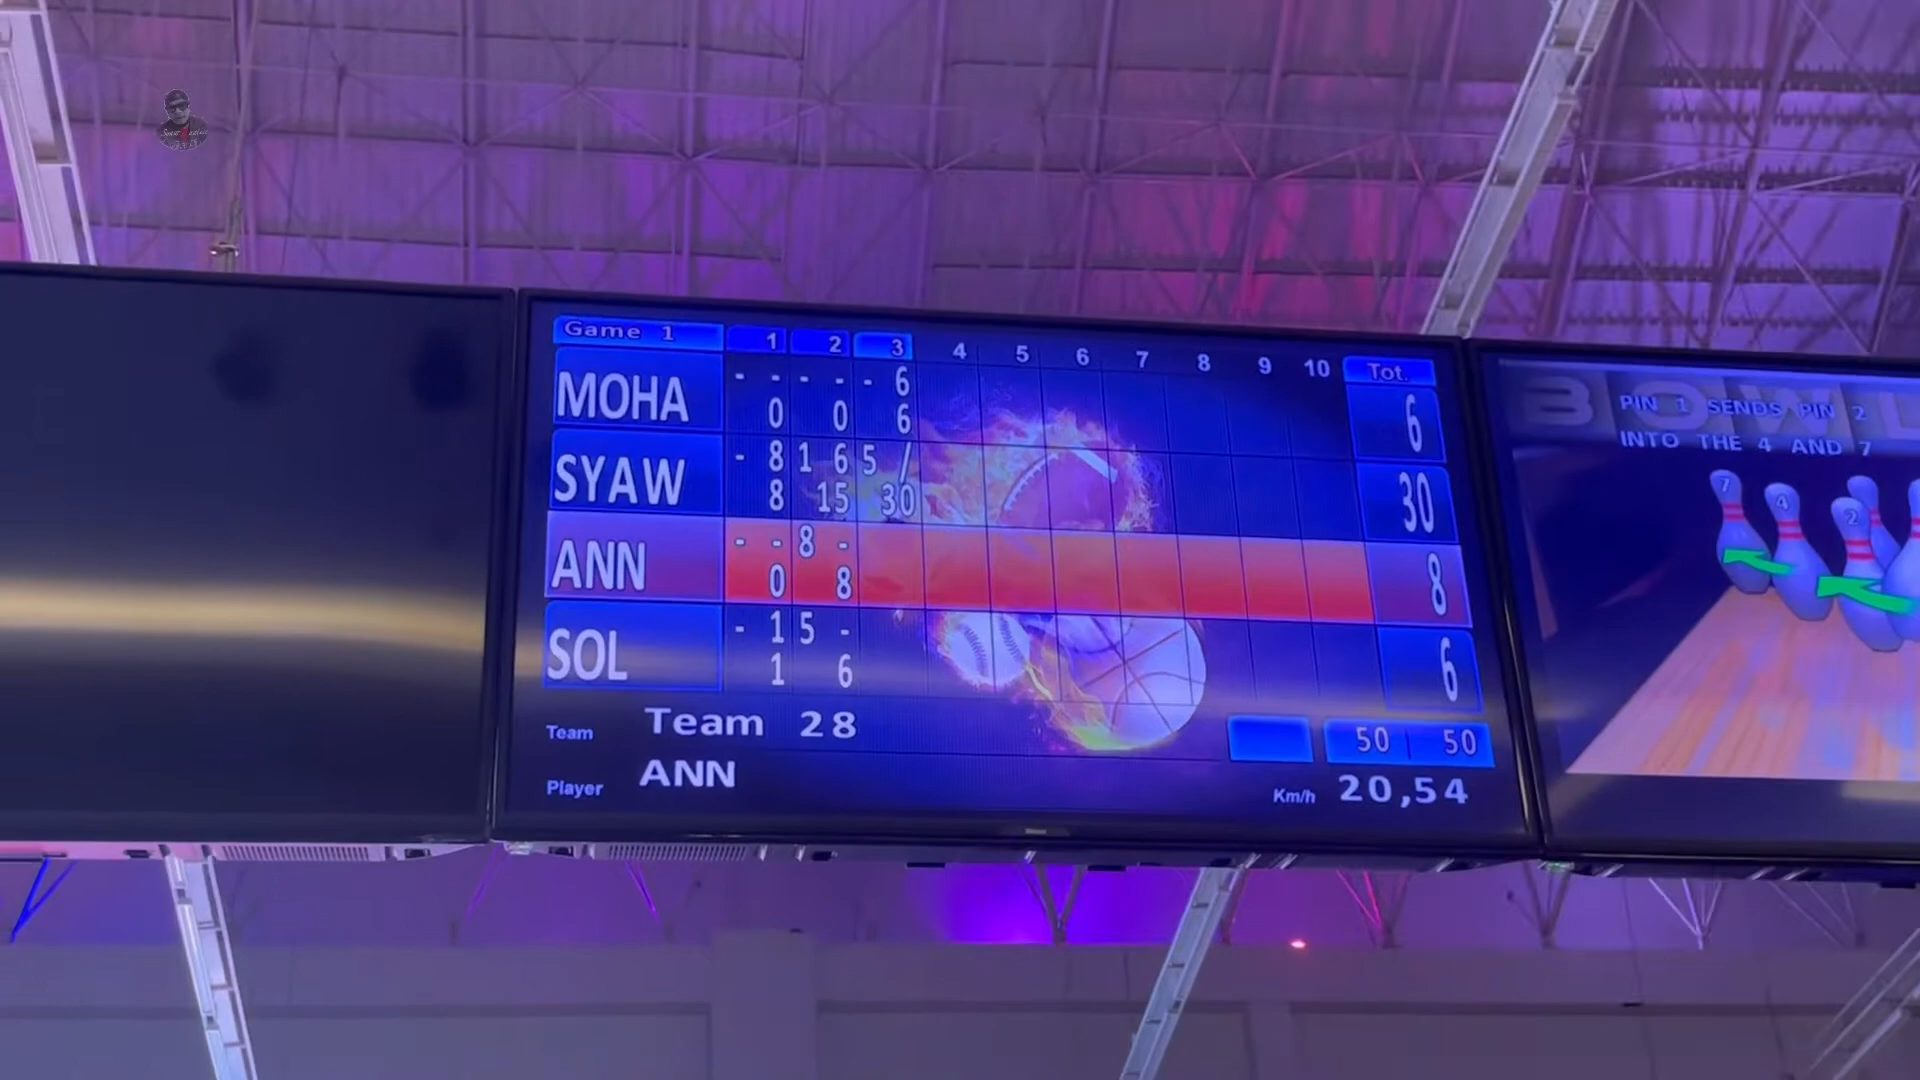 Game 1 1 2 3 4 5 6 7 8 9 10 Tot.
MOHA - - - - - 6
0 0 6 6
SYAW - 8 1 6 5 /
8 15 30 30
ANN - - 8 -
0 8 8
SOL - 1 5 -
1 6 6
Team Team 28 50 50
Player ANN Km/h 20,54
PIN 1 SENDS PIN 2
INTO THE 4 AND 7
7 4 2